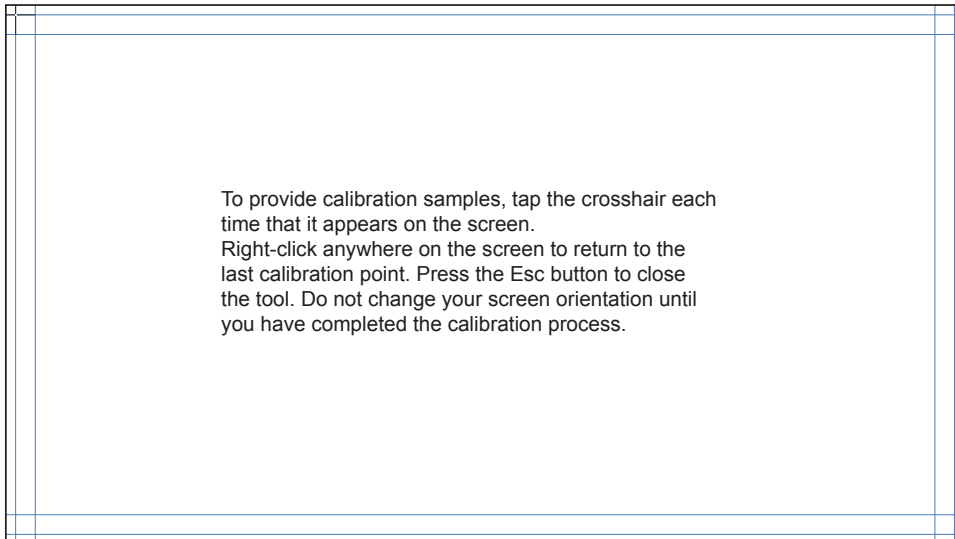 To provide calibration samples, tap the crosshair each
time that it appears on the screen.
Right-click anywhere on the screen to return to the
last calibration point. Press the Esc button to close
the tool. Do not change your screen orientation until
you have completed the calibration process.